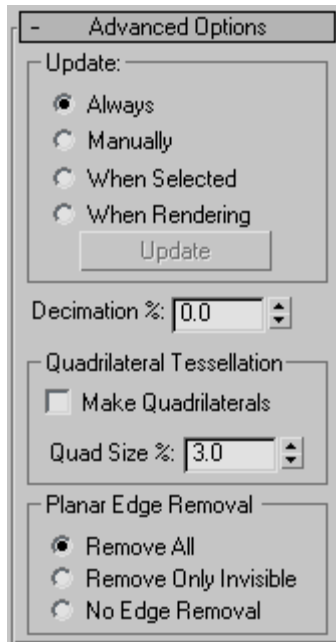 - Advanced Options
Update:
Always
Manually
When Selected
When Rendering
Update
Decimation %: 0.0
Quadrilateral Tessellation
Make Quadrilaterals
Quad Size %: 3.0
Planar Edge Removal
Remove All
Remove Only Invisible
No Edge Removal